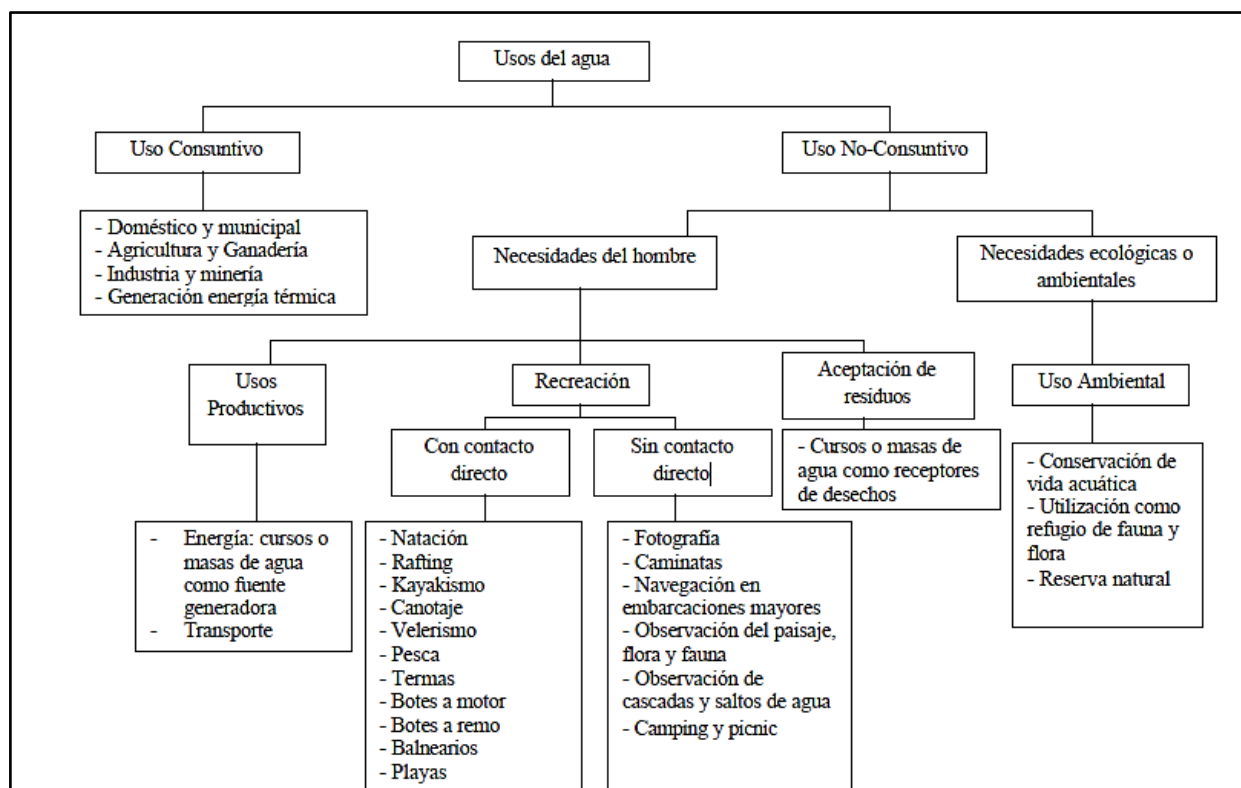 Usos del agua
Uso Consuntivo
Uso No-Consuntivo
- Doméstico y municipal
- Agricultura y Ganadería
- Industria y minería
- Generación energía térmica
Necesidades del hombre
Necesidades ecológicas o
ambientales
Usos
Productivos
Recreación
Aceptación de
residuos
Uso Ambiental
Con contacto
directo
Sin contacto
directo
- Cursos o masas de
agua como receptores
de desechos
- Conservación de
vida acuática
- Utilización como
refugio de fauna y
flora
- Reserva natural
- Energía: cursos o
masas de agua
como fuente
generadora
- Transporte
- Natación
- Rafting
- Kayakismo
- Canotaje
- Velerismo
- Pesca
- Termas
- Botes a motor
- Botes a remo
- Balnearios
- Playas
- Fotografía
- Caminatas
- Navegación en
embarcaciones mayores
- Observación del paisaje,
flora y fauna
- Observación de
cascadas y saltos de agua
- Camping y picnic